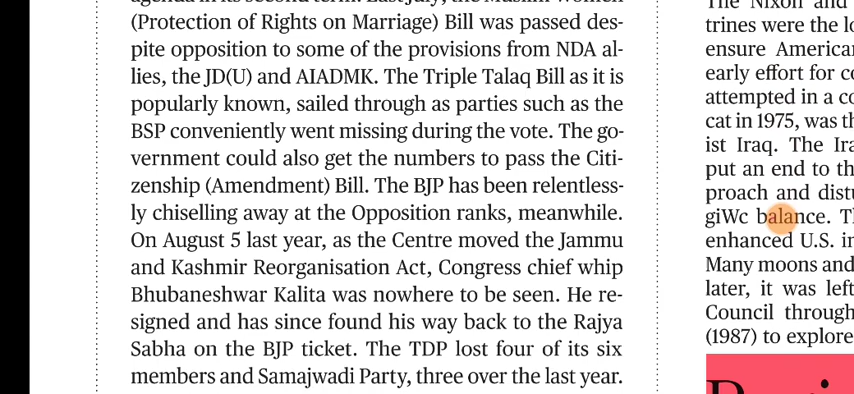 (Protection of Rights on Marriage) Bill was passed des-
pite opposition to some of the provisions from NDA al-
lies, the JD(U) and AIADMK. The Triple Talaq Bill as it is
popularly known, sailed through as parties such as the
BSP conveniently went missing during the vote. The go-
vernment could also get the numbers to pass the Citi-
zenship (Amendment) Bill. The BJP has been relentless-
ly chiselling away at the Opposition ranks, meanwhile.
On August 5 last year, as the Centre moved the Jammu
and Kashmir Reorganisation Act, Congress chief whip
Bhubaneshwar Kalita was nowhere to be seen. He re-
signed and has since found his way back to the Rajya
Sabha on the BJP ticket. The TDP lost four of its six
members and Samajwadi Party, three over the last year.
The Nixon and
trines were the
ensure
early effort for
attempted in a
cat in 1975, was
ist Iraq. The
put an end to
proach and
giWc balance.
enhanced U.S.
Many moons and
later, it was left
Council through
(1987) to explore